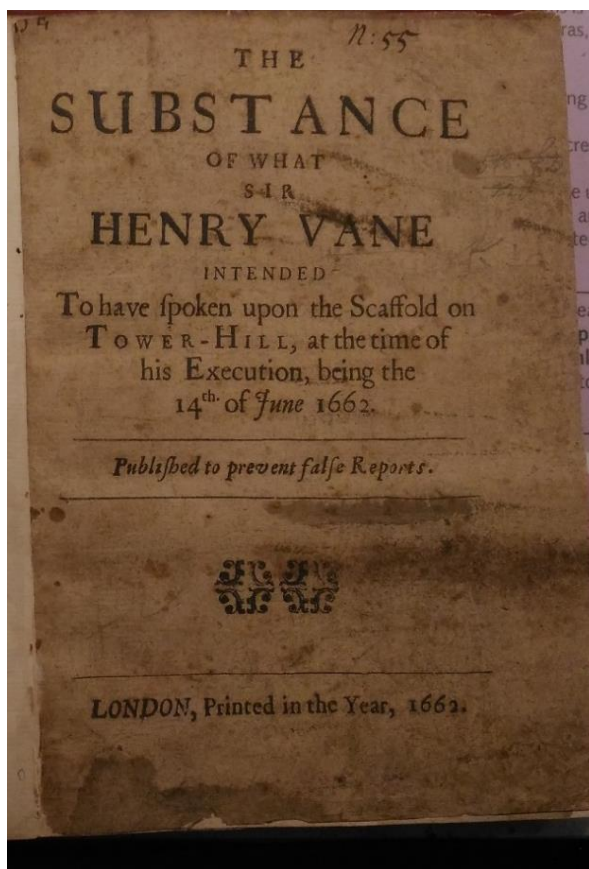 N: 55
THE
SUBSTANCE
OF WHAT
SIR
HENRY VANE
INTENDED
To have ſpoken upon the Scaffold on
TOWER-HILL, at the time of
his Execution, being the
14th. of June 1662.
Publiſhed to prevent falſe Reports.
LONDON, Printed in the Year, 1662.